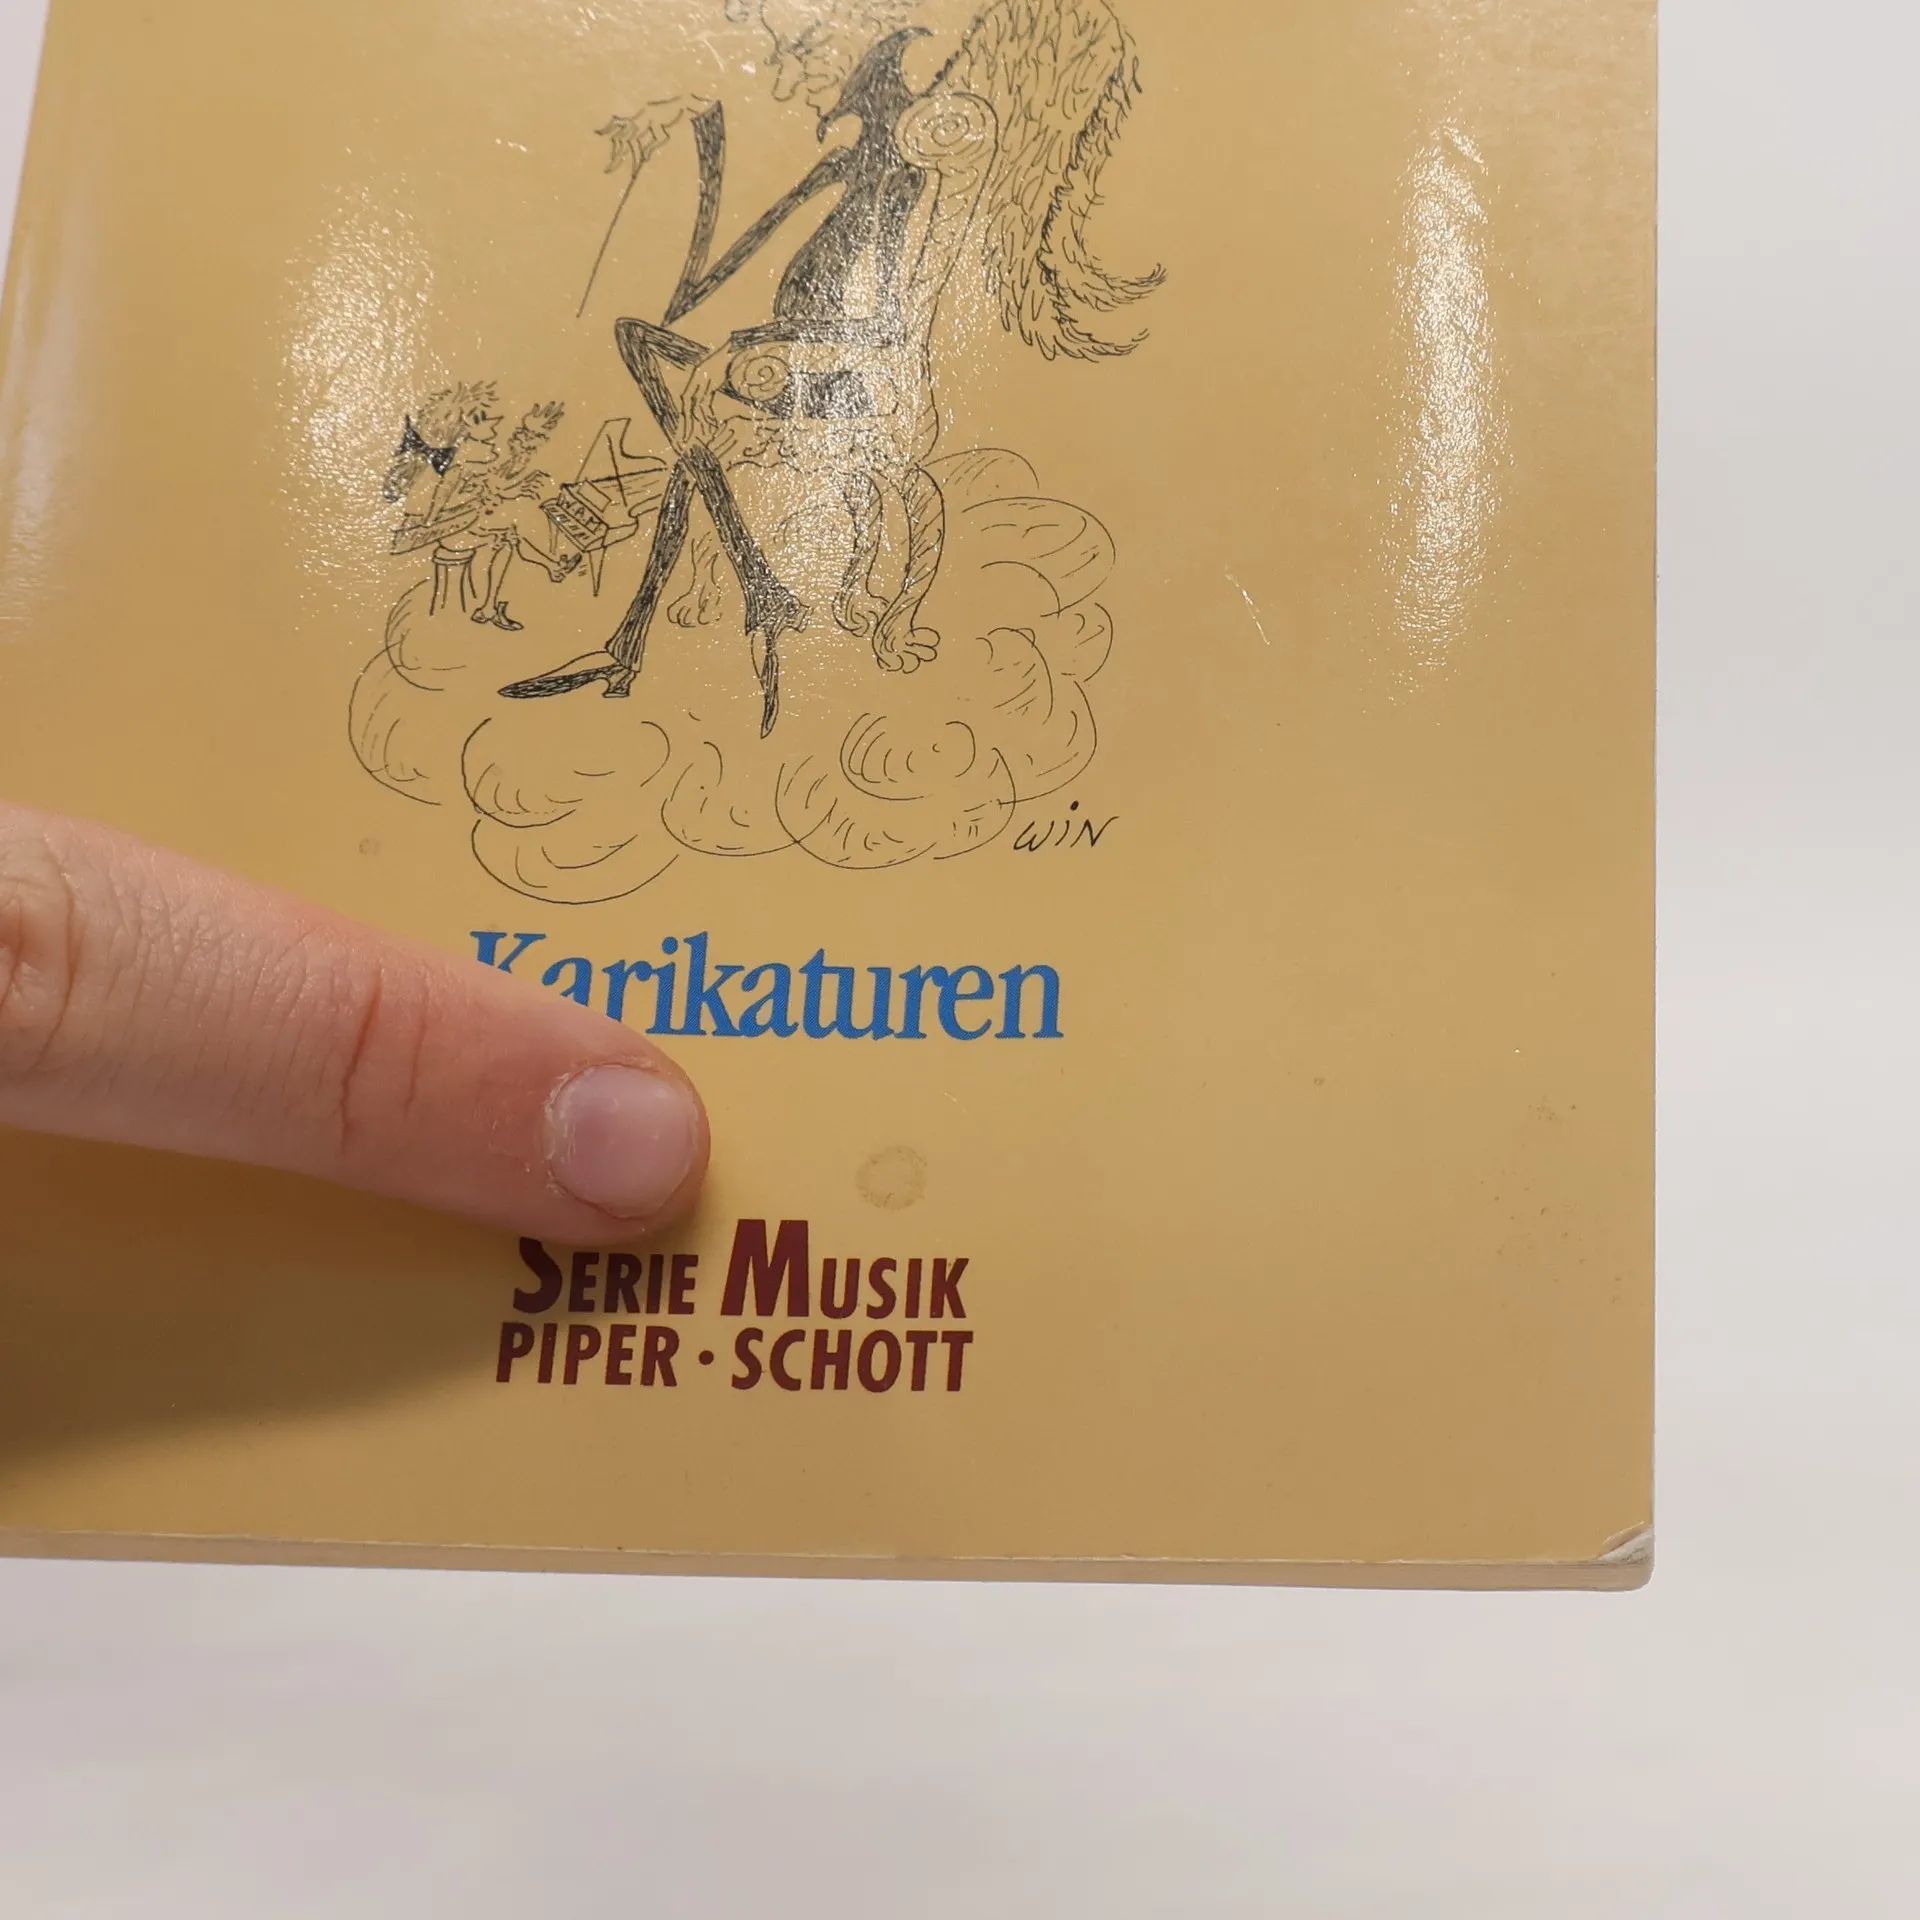 W.A.M
WiN
Karikaturen
SERIE MUSIK
PIPER · SCHOTT